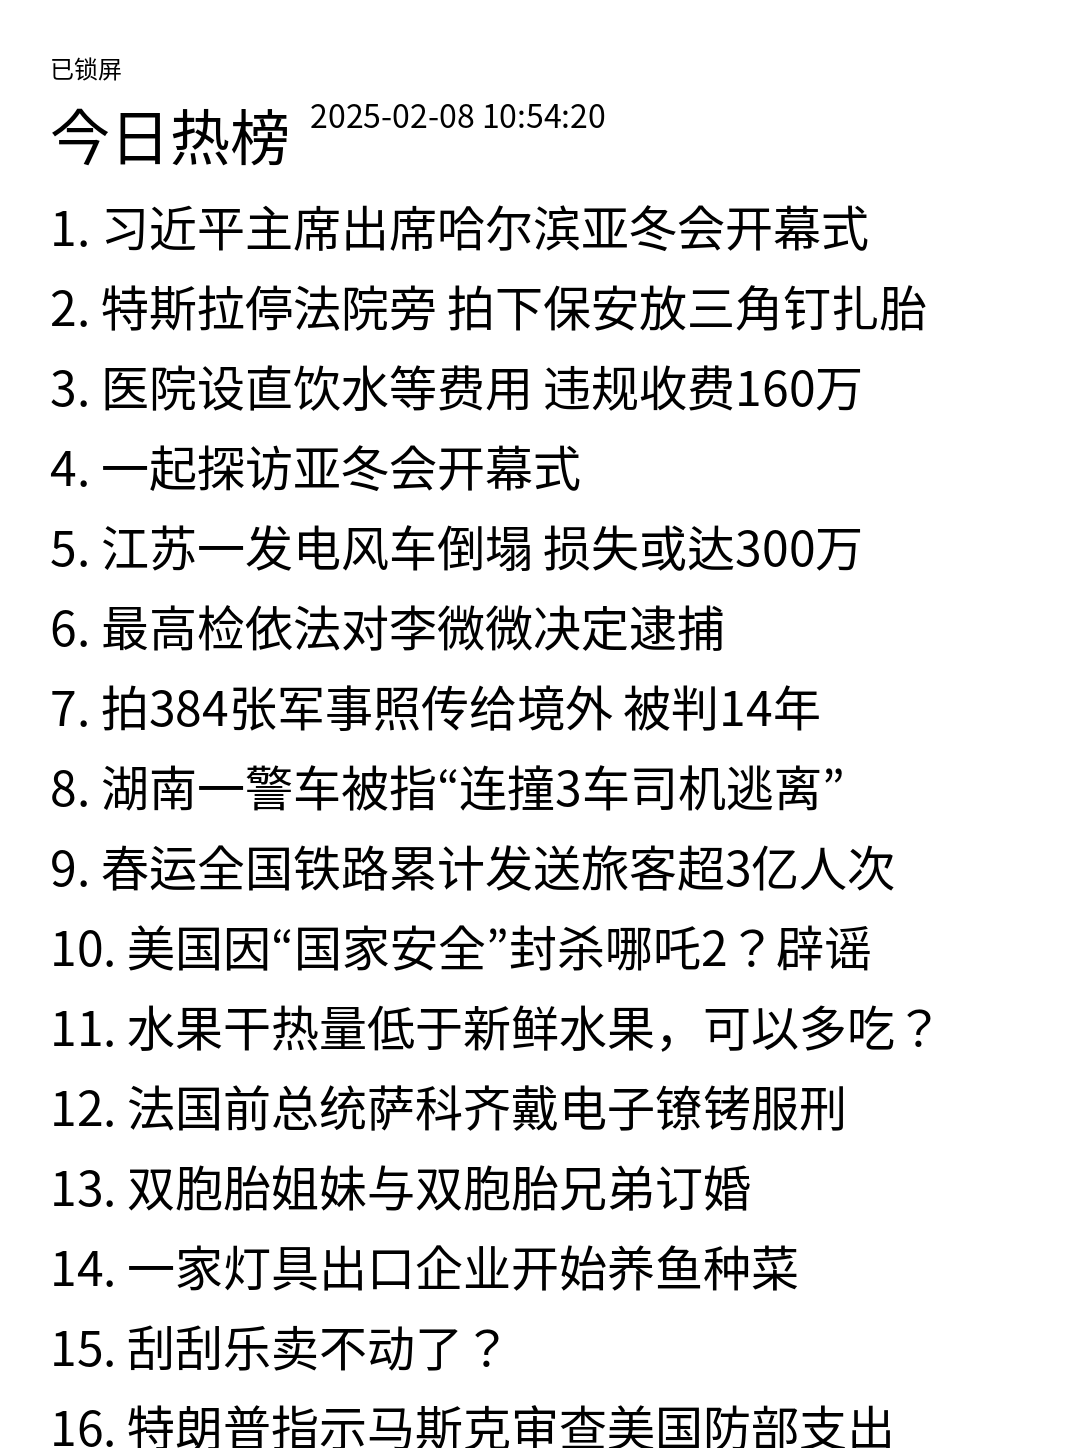 已锁屏
今日热榜 2025-02-08 10:54:20
1. 习近平主席出席哈尔滨亚冬会开幕式
2. 特斯拉停法院旁 拍下保安放三角钉扎胎
3. 医院设直饮水等费用 违规收费160万
4. 一起探访亚冬会开幕式
5. 江苏一发电风车倒塌 损失或达300万
6. 最高检依法对李微微决定逮捕
7. 拍384张军事照传给境外 被判14年
8. 湖南一警车被指“连撞3车司机逃离”
9. 春运全国铁路累计发送旅客超3亿人次
10. 美国因“国家安全”封杀哪吒2？辟谣
11. 水果干热量低于新鲜水果，可以多吃？
12. 法国前总统萨科齐戴电子镣铐服刑
13. 双胞胎姐妹与双胞胎兄弟订婚
14. 一家灯具出口企业开始养鱼种菜
15. 刮刮乐卖不动了？
16. 特朗普指示马斯克审查美国防部支出